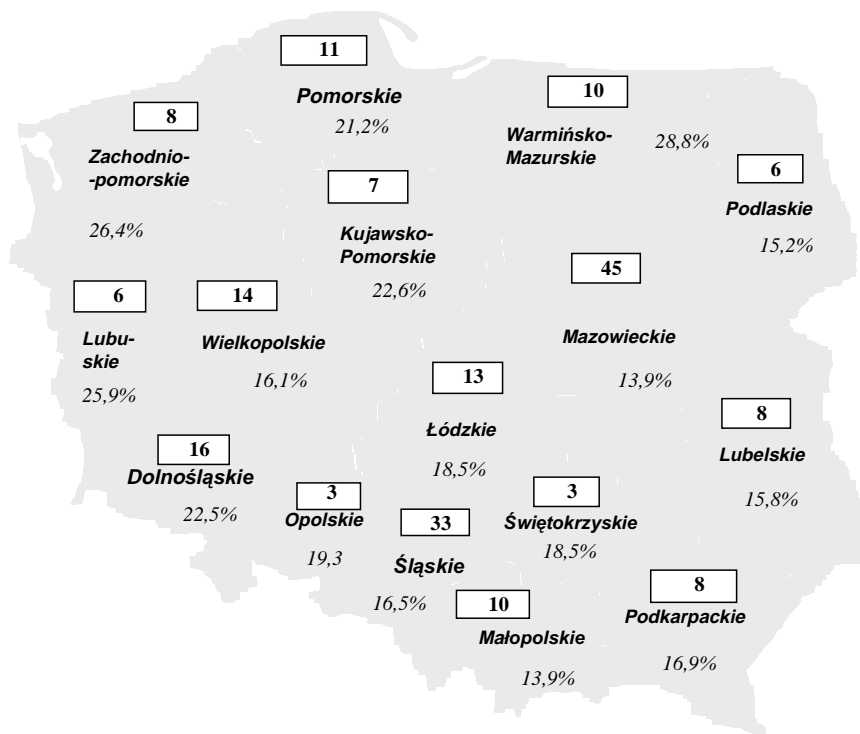 11
Pomorskie
21,2%
10
Warmińsko-
Mazurskie
28,8%
8
Zachodnio-
-pomorskie
26,4%
7
Kujawsko-
Pomorskie
22,6%
6
Podlaskie
15,2%
45
Mazowieckie
13,9%
6
Lubu-
skie
25,9%
14
Wielkopolskie
16,1%
13
Łódzkie
18,5%
8
Lubelskie
15,8%
16
Dolnośląskie
22,5%
3
Opolskie
19,3
33
Śląskie
16,5%
3
Świętokrzyskie
18,5%
10
Małopolskie
13,9%
8
Podkarpackie
16,9%